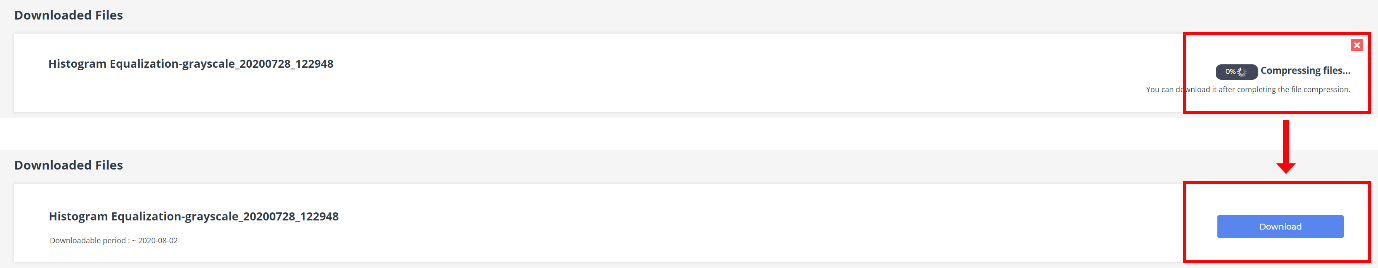 Downloaded Files
Histogram Equalization-grayscale_20200728_122948
0% Compressing files...
You can download it after completing the file compression.
Downloaded Files
Histogram Equalization-grayscale_20200728_122948
Downloadable period : ~ 2020-08-02
Download